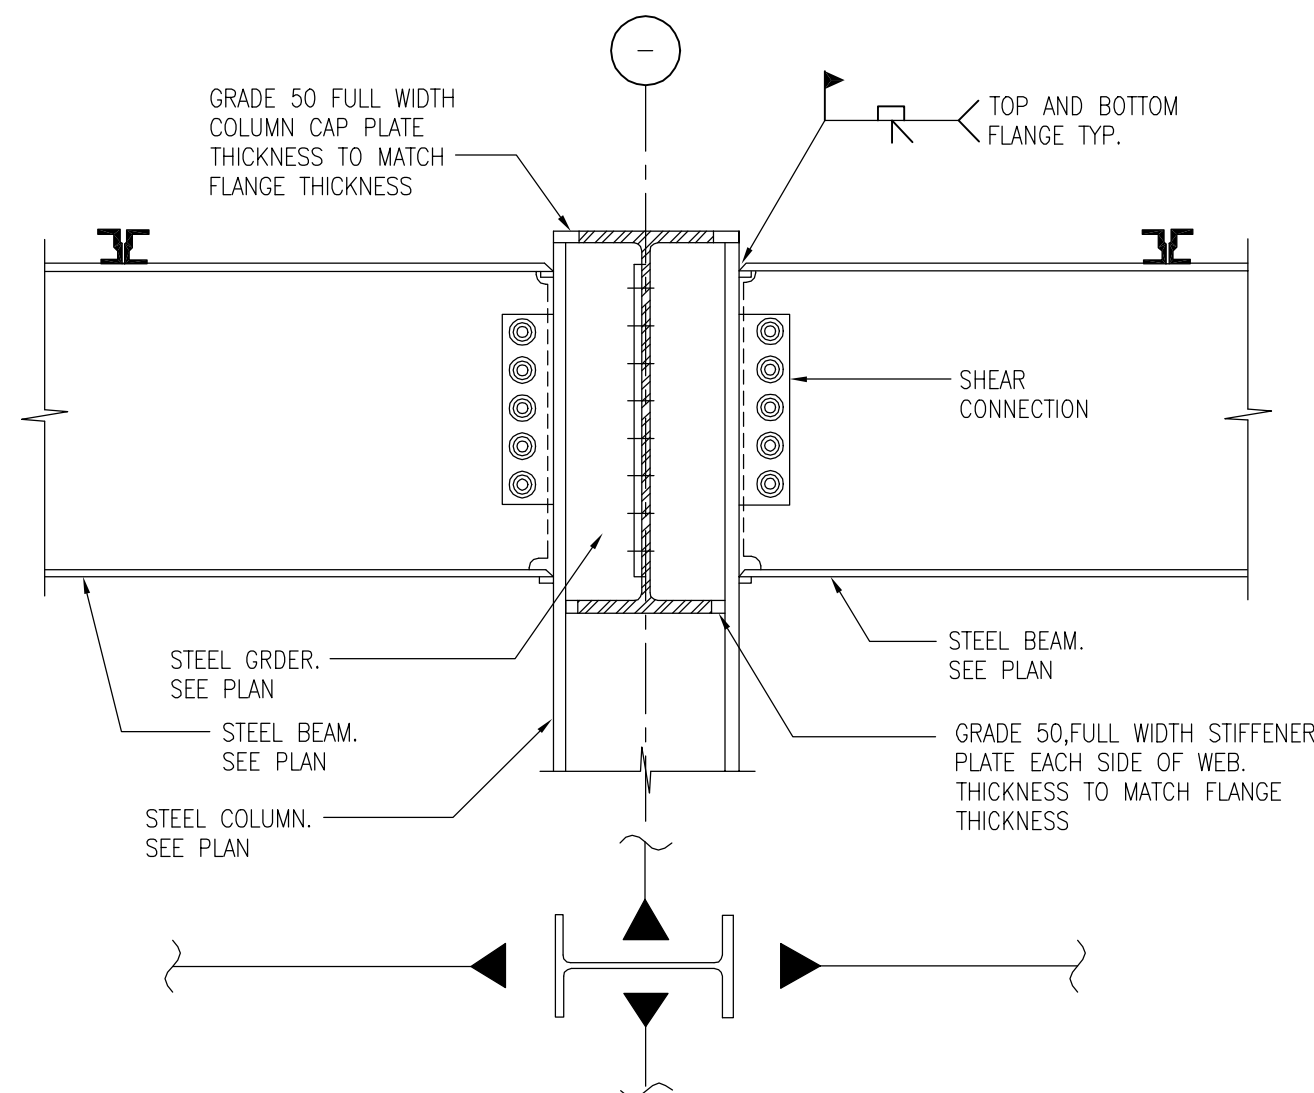 GRADE 50 FULL WIDTH
COLUMN CAP PLATE
THICKNESS TO MATCH
FLANGE THICKNESS
TOP AND BOTTOM
FLANGE TYP.
SHEAR
CONNECTION
STEEL GRDER.
SEE PLAN
STEEL BEAM.
SEE PLAN
STEEL BEAM.
SEE PLAN
GRADE 50,FULL WIDTH STIFFENER
PLATE EACH SIDE OF WEB.
THICKNESS TO MATCH FLANGE
THICKNESS
STEEL COLUMN.
SEE PLAN